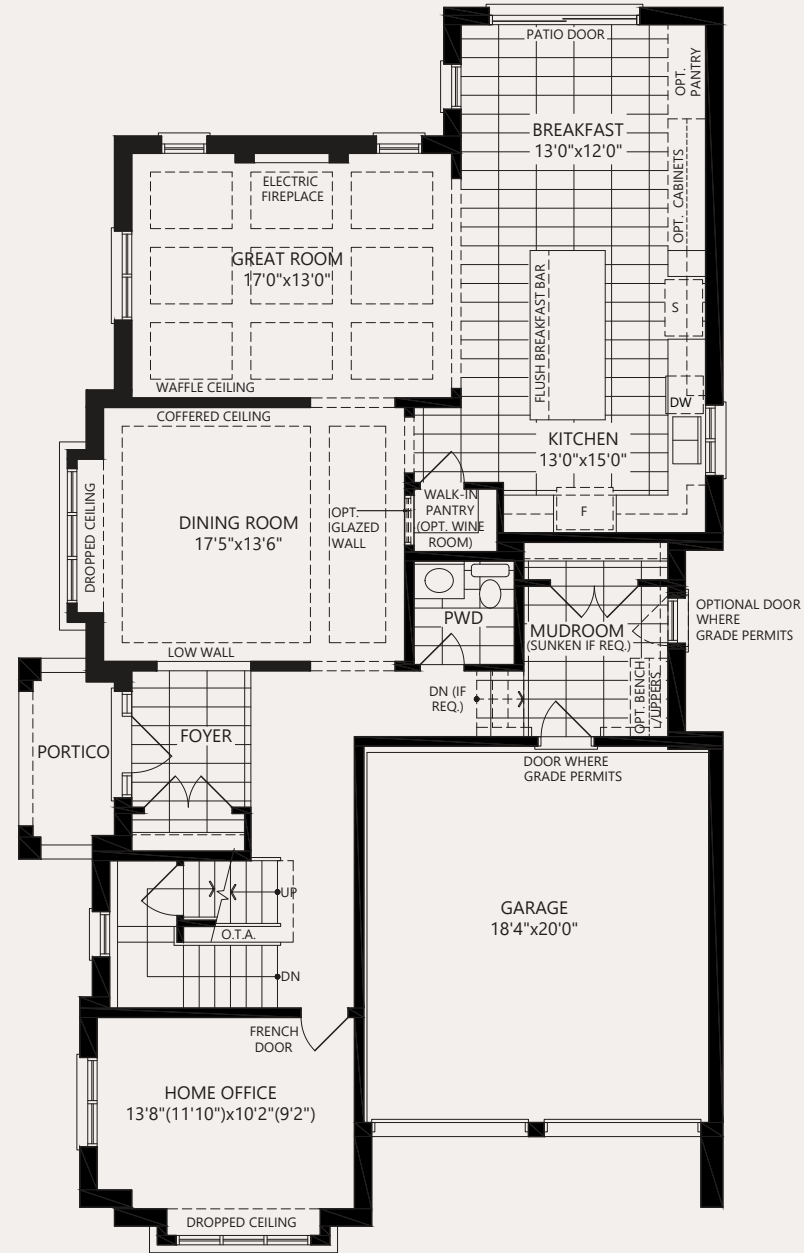 PATIO DOOR
OPT.
PANTRY
BREAKFAST
13'0"x12'0"
OPT. CABINETS
ELECTRIC
FIREPLACE
GREAT ROOM
17'0"x13'0"
WAFFLE CEILING
FLUSH BREAKFAST BAR
S
DW
COFFERED CEILING
KITCHEN
13'0"x15'0"
F
DROPPED CEILING
DINING ROOM
17'5"x13'6"
OPT.
GLAZED
WALL
WALK-IN
PANTRY
(OPT. WINE
ROOM)
PWD
MUDROOM
(SUNKEN IF REQ.)
OPTIONAL DOOR
WHERE
GRADE PERMITS
LOW WALL
DN (IF
REQ.)
OPT. BENCH
/UPPERS
PORTICO
FOYER
DOOR WHERE
GRADE PERMITS
UP
O.T.A.
DN
GARAGE
18'4"x20'0"
FRENCH
DOOR
HOME OFFICE
13'8"(11'10")x10'2"(9'2")
DROPPED CEILING